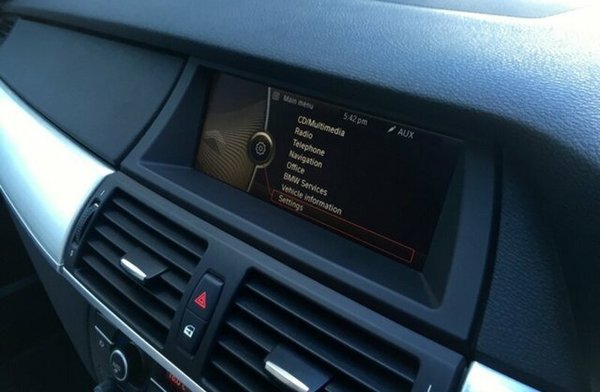 Main menu
5:42 pm
AUX
CD/Multimedia
Radio
Telephone
Navigation
Office
BMW Services
Vehicle information
Settings